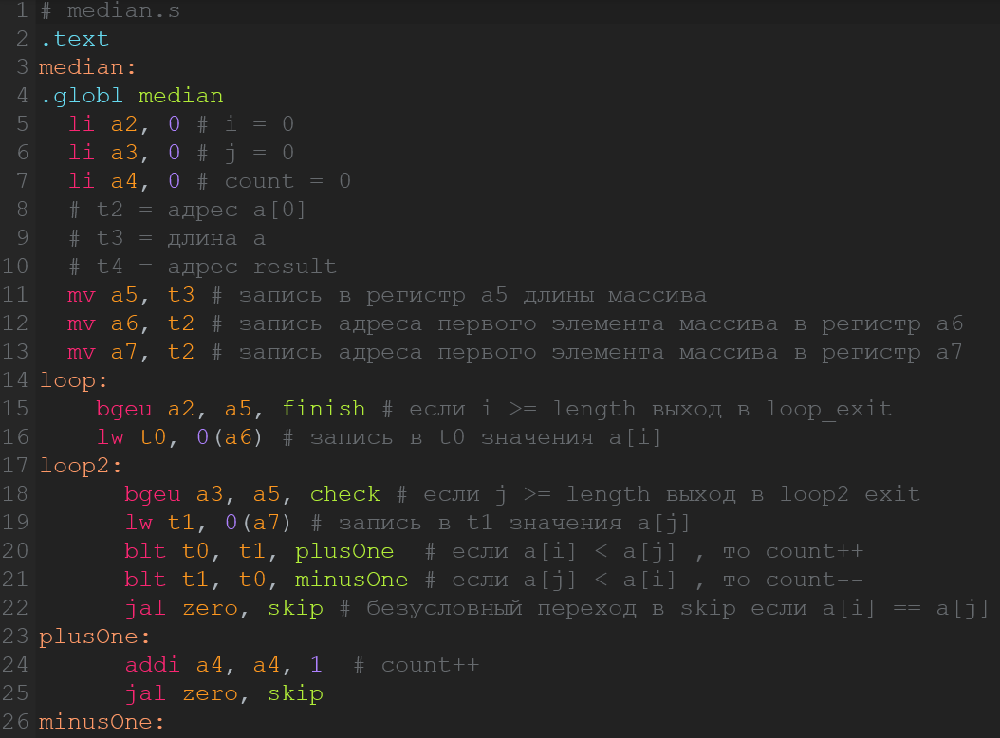 1 # median.s
2 .text
3 median:
4 .globl median
5 li a2, 0 # i = 0
6 li a3, 0 # j = 0
7 li a4, 0 # count = 0
8 # t2 = адрес a[0]
9 # t3 = длина a
10 # t4 = адрес result
11 mv a5, t3 # запись в регистр a5 длины массива
12 mv a6, t2 # запись адреса первого элемента массива в регистр a6
13 mv a7, t2 # запись адреса первого элемента массива в регистр a7
14 loop:
15 bgeu a2, a5, finish # если i >= length выход в loop_exit
16 lw t0, 0(a6) # запись в t0 значения a[i]
17 loop2:
18 bgeu a3, a5, check # если j >= length выход в loop2_exit
19 lw t1, 0(a7) # запись в t1 значения a[j]
20 blt t0, t1, plusOne # если a[i] < a[j] , то count++
21 blt t1, t0, minusOne # если a[j] < a[i] , то count--
22 jal zero, skip # безусловный переход в skip если a[i] == a[j]
23 plusOne:
24 addi a4, a4, 1 # count++
25 jal zero, skip
26 minusOne: